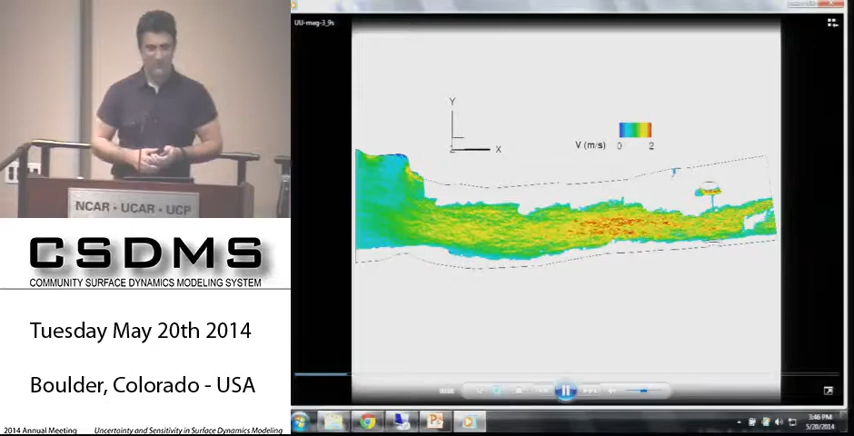 NCAR - UCAR - UCP
CSDMS
COMMUNITY SURFACE DYNAMICS MODELING SYSTEM
Tuesday May 20th 2014
Boulder, Colorado - USA
2014 Annual Meeting
Uncertainty and Sensitivity in Surface Dynamics Modeling
UU-mag-3_9s
Y
Z
X
V (m/s)
0
2
3:46 PM
5/20/2014